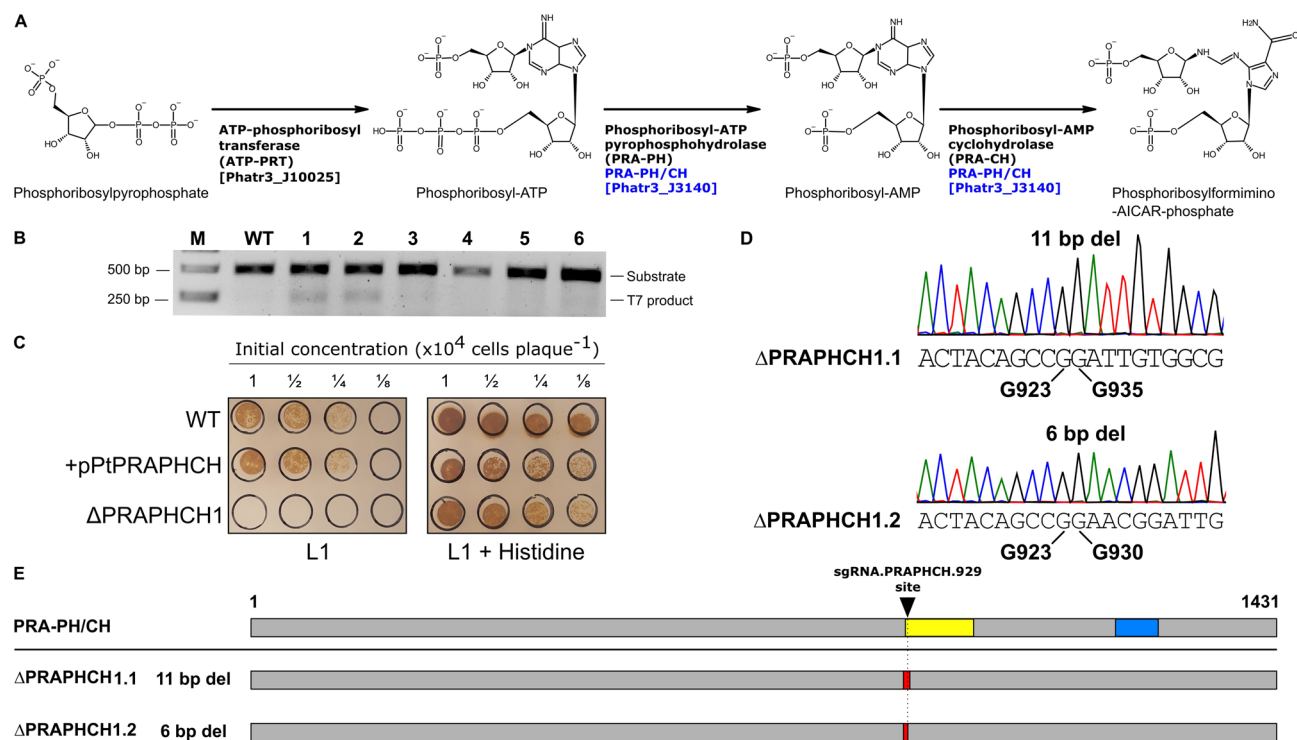 A
ATP-phosphoribosyl
transferase
(ATP-PRT)
[Phatr3_J10025]
Phosphoribosyl-ATP
pyrophosphohydrolase
(PRA-PH)
PRA-PH/CH
[Phatr3_J3140]
Phosphoribosyl-AMP
cyclohydrolase
(PRA-CH)
PRA-PH/CH
[Phatr3_J3140]
Phosphoribosylpyrophosphate
Phosphoribosyl-ATP
Phosphoribosyl-AMP
Phosphoribosylformimino
-AICAR-phosphate
B
M WT 1 2 3 4 5 6
500 bp
250 bp
Substrate
T7 product
C
Initial concentration (x10⁴ cells plaque⁻¹)
1 ½ ¼ ⅛ 1 ½ ¼ ⅛
WT
+pPtPRAPHCH
ΔPRAPHCH1
L1 L1 + Histidine
D
11 bp del
ΔPRAPHCH1.1
ACTACAGCCGGATTGTGGCG
G923 G935
6 bp del
ΔPRAPHCH1.2
ACTACAGCCGGAACGGATTG
G923 G930
E
sgRNA.PRAPHCH.929
site
1 1431
PRA-PH/CH
ΔPRAPHCH1.1 11 bp del
ΔPRAPHCH1.2 6 bp del